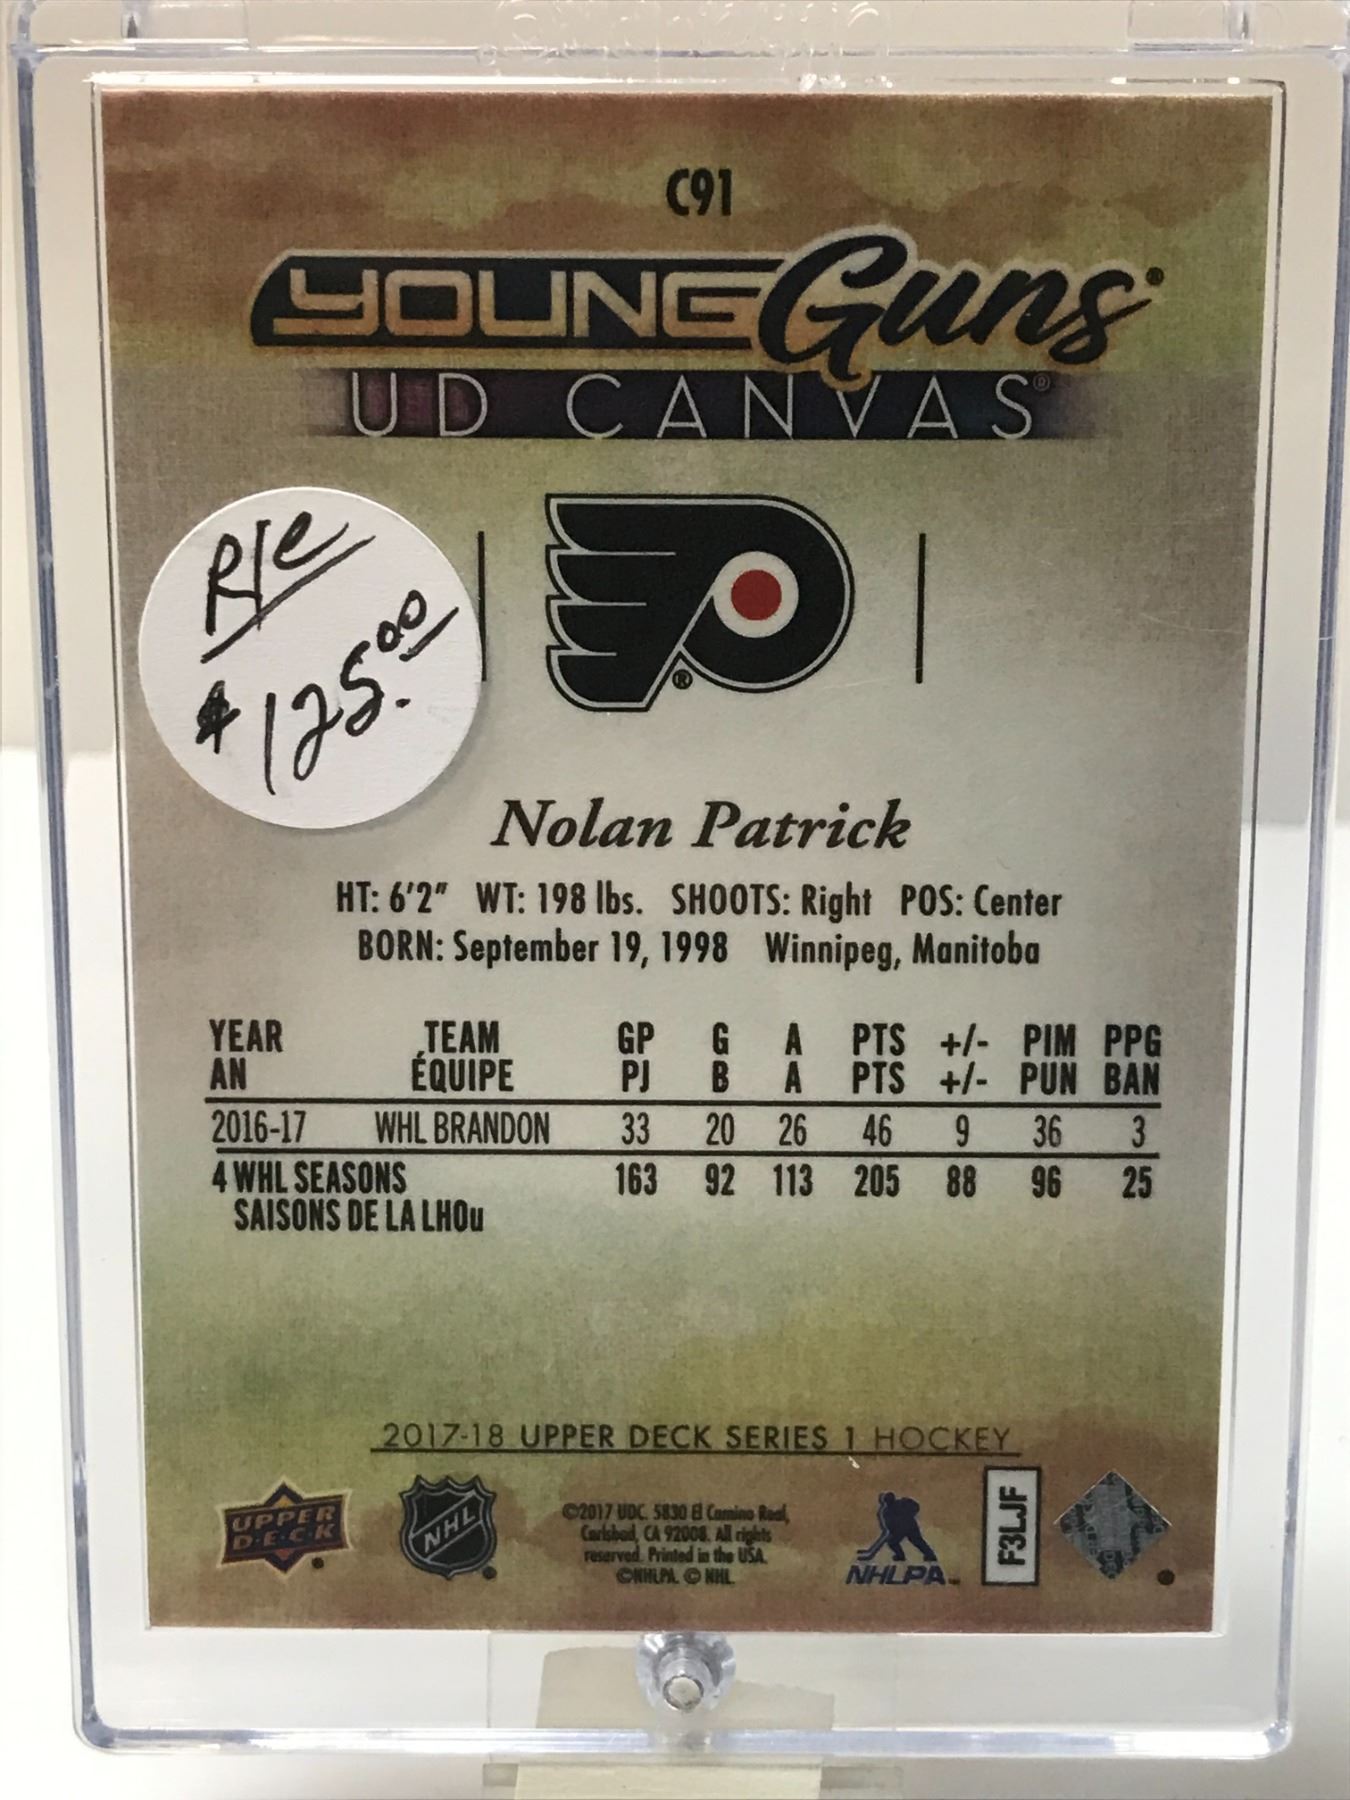 C91
YOUNG Guns®
UD CANVAS®
R/C
$125.00
®
Nolan Patrick
HT: 6'2" WT: 198 lbs. SHOOTS: Right POS: Center
BORN: September 19, 1998 Winnipeg, Manitoba
YEAR TEAM GP G A PTS +/- PIM PPG
AN ÉQUIPE PJ B A PTS +/- PUN BAN
2016-17 WHL BRANDON 33 20 26 46 9 36 3
4 WHL SEASONS 163 92 113 205 88 96 25
SAISONS DE LA LHOu
2017-18 UPPER DECK SERIES 1 HOCKEY
UPPER DECK
NHL
©2017 UDC. 5830 El Camino Real,
Carlsbad, CA 92008. All rights
reserved. Printed in the USA.
©NHLPA. © NHL.
NHLPA
F3LJF